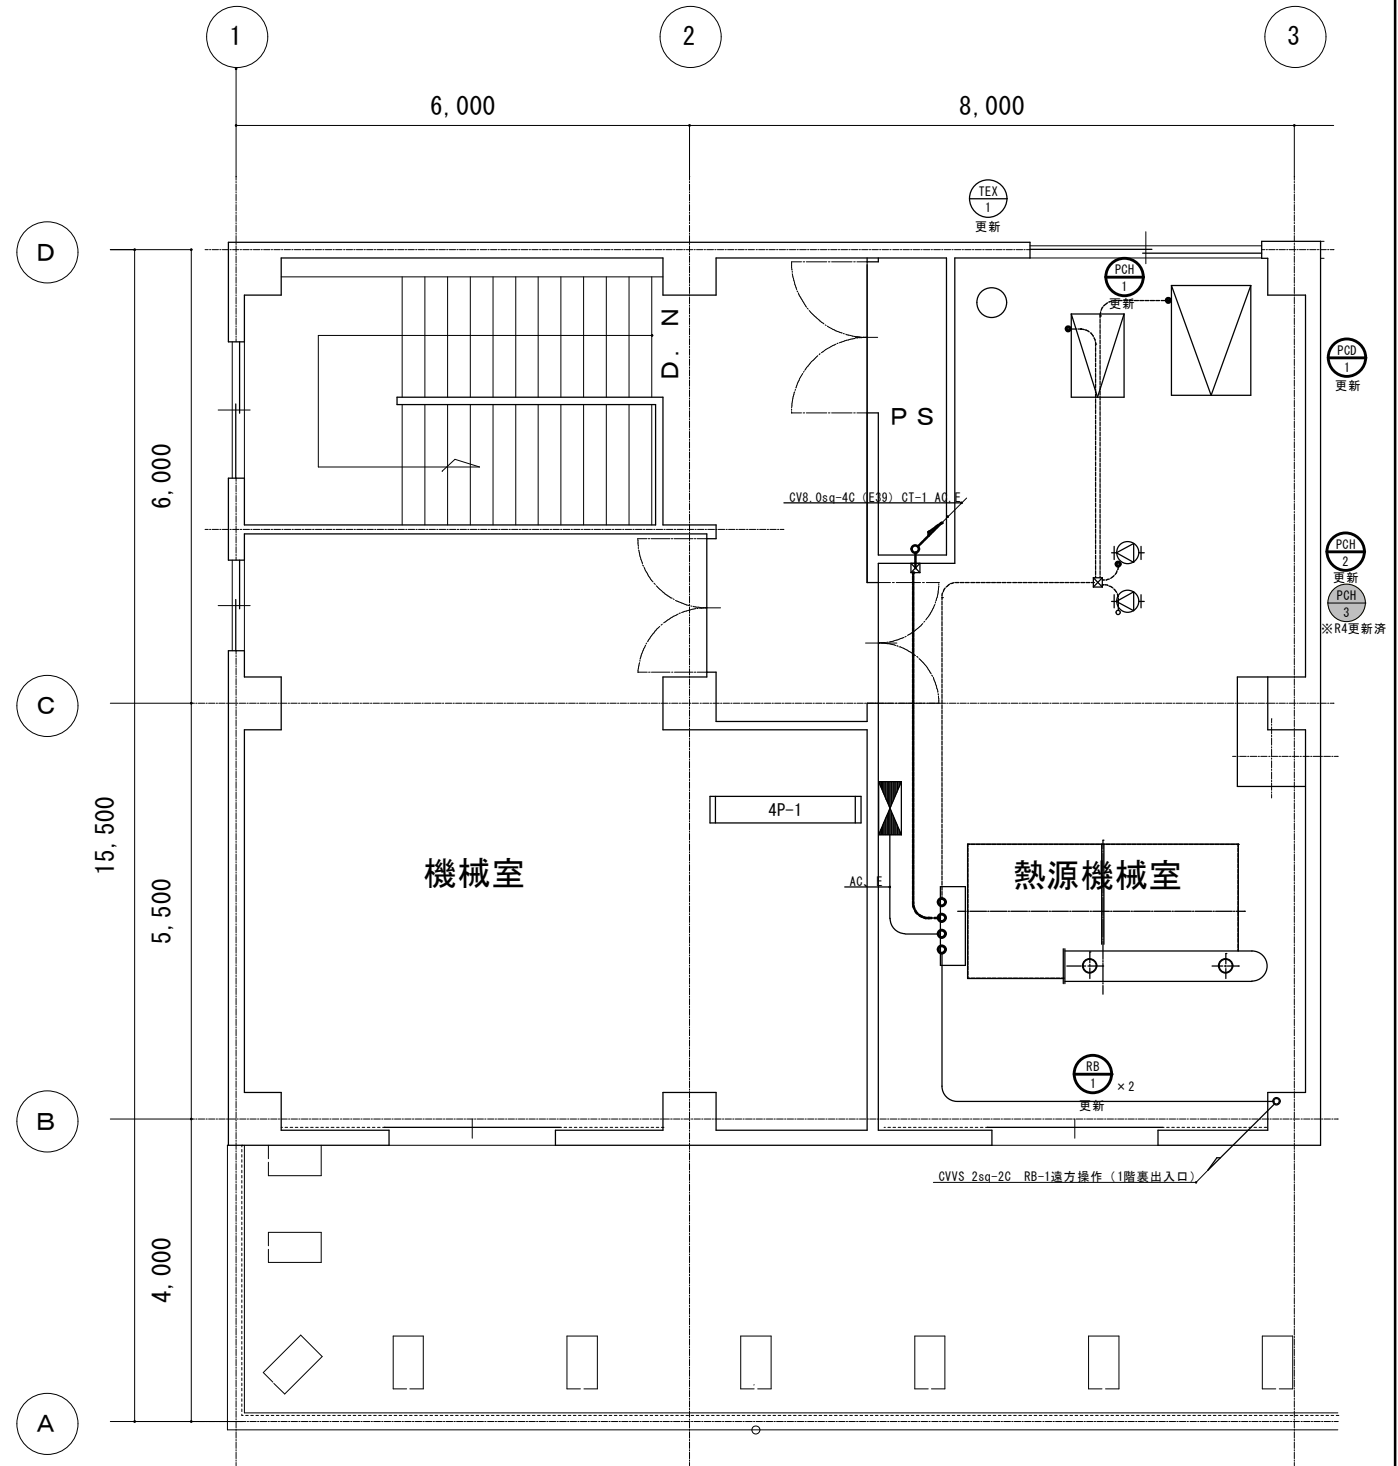 1
2
3
6,000
8,000
TEX
1
更新
D
PCH
1
更新
D. N
PCD
1
更新
PS
6,000
CV8.0sq-4C (E39) CT-1 AC,E
PCH
2
更新
PCH
3
※R4更新済
C
4P-1
15,500
機械室
熱源機械室
AC, E
5,500
RB
1
×2
更新
B
CVVS 2sq-2C RB-1遠方操作 (1階裏出入口)
4,000
A